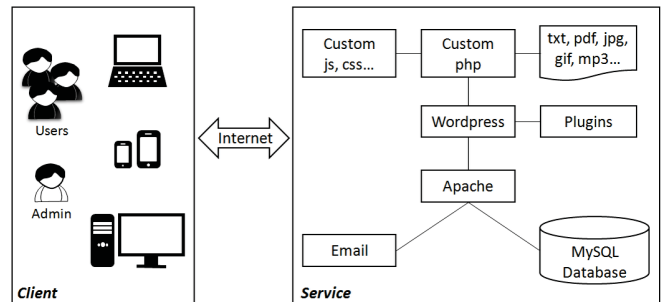 Users
Admin
Client
Internet
Custom
js, css...
Custom
php
txt, pdf, jpg,
gif, mp3...
Wordpress
Plugins
Apache
Email
MySQL
Database
Service